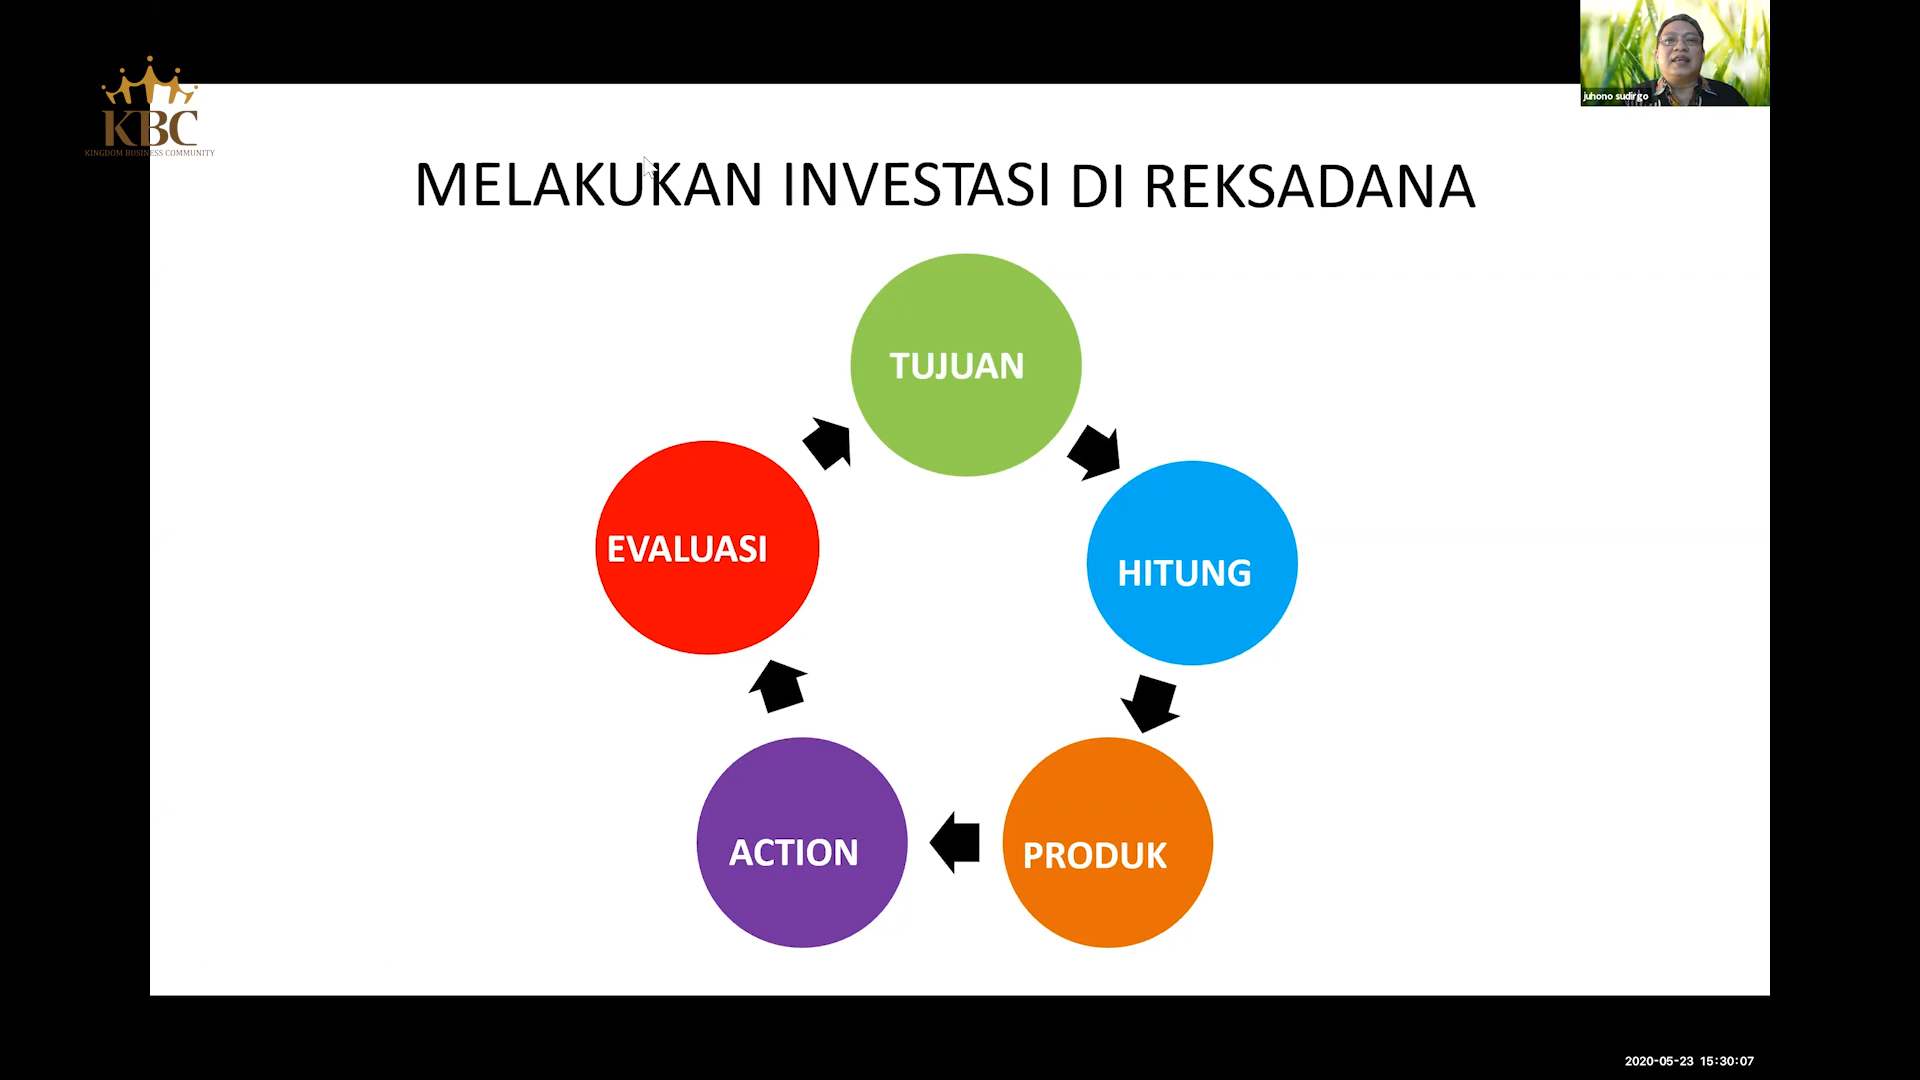 KBC
KINGDOM BUSINESS COMMUNITY
juhono sudirgo
MELAKUKAN INVESTASI DI REKSADANA
TUJUAN
EVALUASI
HITUNG
ACTION
PRODUK
2020-05-23 15:30:07